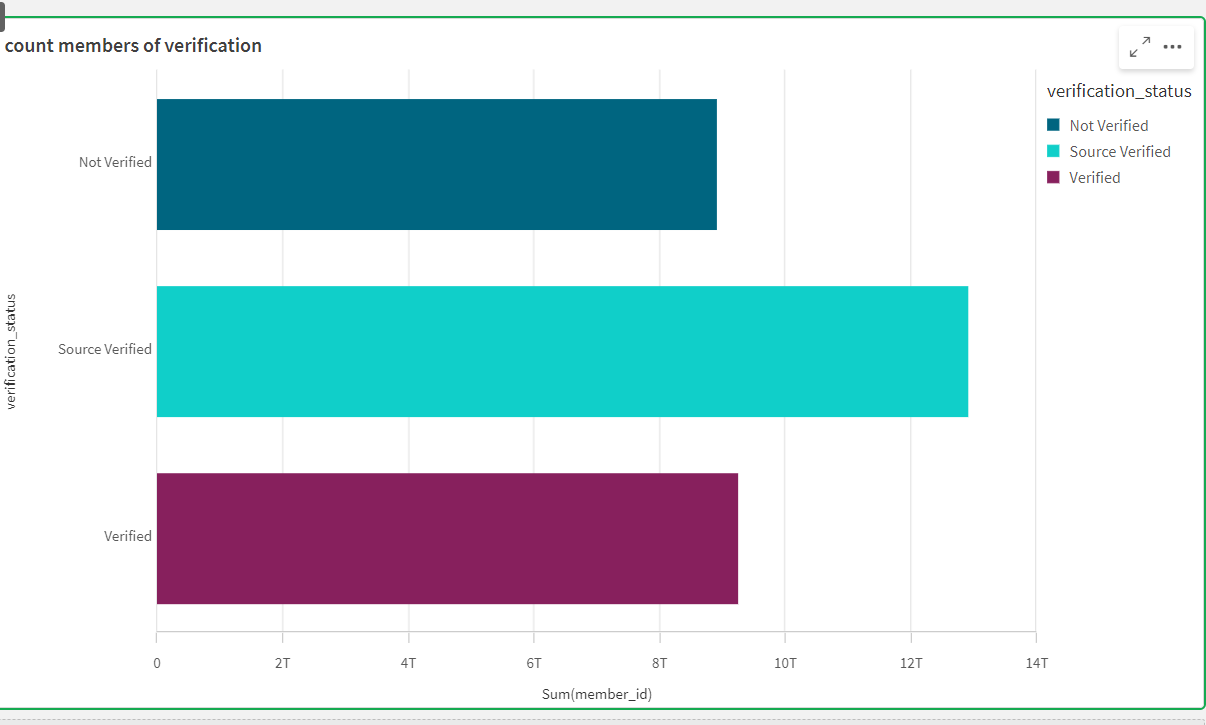 count members of verification
verification_status
Not Verified
Source Verified
Verified
verification_status
Not Verified
Source Verified
Verified
0 2T 4T 6T 8T 10T 12T 14T
Sum(member_id)